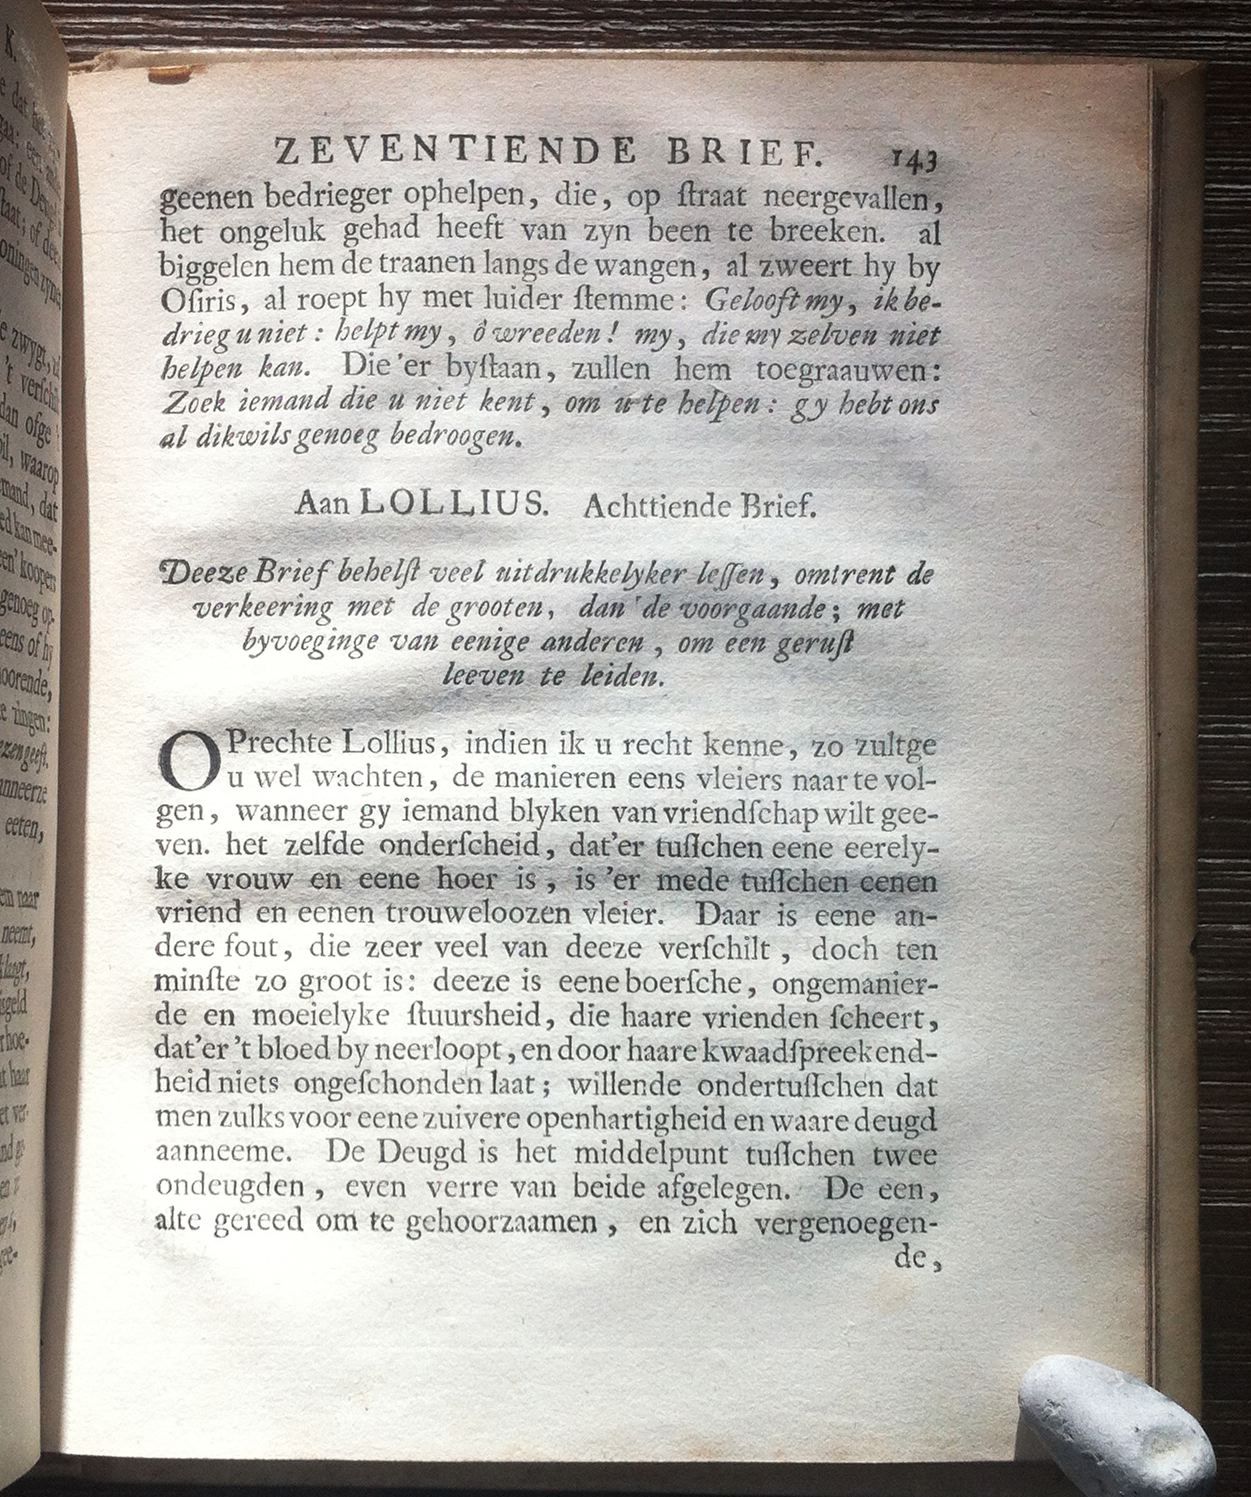 ZEVENTIENDE BRIEF. 143
geenen bedrieger ophelpen, die, op ſtraat neergevallen,
het ongeluk gehad heeft van zyn been te breeken. al
biggelen hem de traanen langs de wangen, al zweert hy by
Oſiris, al roept hy met luider ſtemme: Gelooft my, ik be-
drieg u niet: helpt my, ô wreeden! my, die my zelven niet
helpen kan. Die 'er byſtaan, zullen hem toegraauwen:
Zoek iemand die u niet kent, om u te helpen: gy hebt ons
al dikwils genoeg bedroogen.
Aan LOLLIUS. Achttiende Brief.
Deeze Brief behelſt veel uitdrukkelyker leſſen, omtrent de
verkeering met de grooten, dan de voorgaande; met
byvoeginge van eenige anderen, om een geruſt
leeven te leiden.
OPrechte Lollius, indien ik u recht kenne, zo zultge
u wel wachten, de manieren eens vleiers naar te vol-
gen, wanneer gy iemand blyken van vriendſchap wilt gee-
ven. het zelfde onderſcheid, dat'er tuſſchen eene eerely-
ke vrouw en eene hoer is, is 'er mede tuſſchen eenen
vriend en eenen trouweloozen vleier. Daar is eene an-
dere fout, die zeer veel van deeze verſchilt, doch ten
minſte zo groot is: deeze is eene boerſche, ongemanier-
de en moeielyke ſtuursheid, die haare vrienden ſcheert,
dat'er 't bloed by neerloopt, en door haare kwaadſpreekend-
heid niets ongeſchonden laat; willende ondertuſſchen dat
men zulks voor eene zuivere openhartigheid en waare deugd
aanneeme. De Deugd is het middelpunt tuſſchen twee
ondeugden, even verre van beide afgelegen. De een,
alte gereed om te gehoorzaamen, en zich vergenoegen-
de,